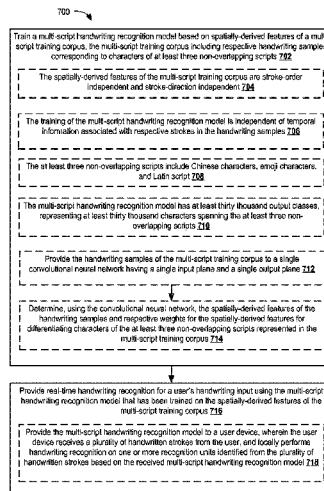 700
Train a multi-script handwriting recognition model based on spatially-derived features of a mul
script training corpus, the multi-script training corpus including respective handwriting samples
corresponding to characters of at least three non-overlapping scripts 702
The spatially-derived features of the multi-script training corpus are stroke-order
independent and stroke-direction independent 704
The training of the multi-script handwriting recognition model is independent of temporal
information associated with respective strokes in the handwriting samples 706
The at least three non-overlapping scripts include Chinese characters, emoji characters,
and Latin script 708
The multi-script handwriting recognition model has at least thirty thousand output classes,
representing at least thirty thousand characters spanning the at least three non-
overlapping scripts 710
Provide the handwriting samples of the multi-script training corpus to a single
convolutional neural network having a single input plane and a single output plane 712
Determine, using the convolutional neural network, the spatially-derived features of the
handwriting samples and respective weights for the spatially-derived features for
differentiating characters of the at least three non-overlapping scripts represented in the
multi-script training corpus 714
Provide real-time handwriting recognition for a user's handwriting input using the multi-script
handwriting recognition model that has been trained on the spatially-derived features of the
multi-script training corpus 716
Provide the multi-script handwriting recognition model to a user device, wherein the user
device receives a plurality of handwritten strokes from the user, and locally performs
handwriting recognition on one or more recognition units identified from the plurality of
handwritten strokes based on the received multi-script handwriting recognition model 718